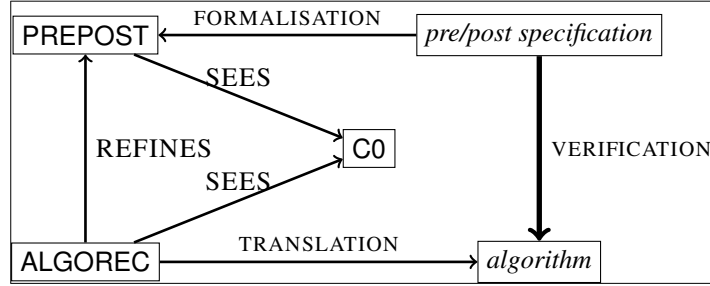 FORMALISATION
PREPOST
pre/post specification
SEES
C0
VERIFICATION
REFINES
SEES
TRANSLATION
ALGOREC
algorithm